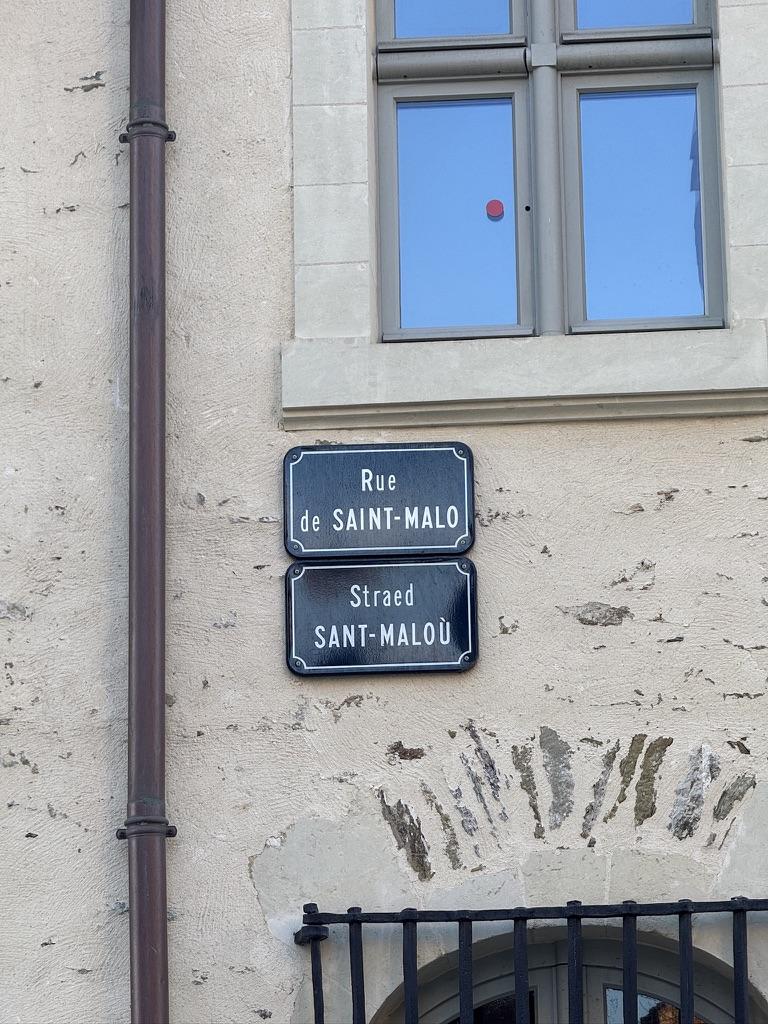 Rue
de SAINT-MALO
Straed
SANT-MALOÙ